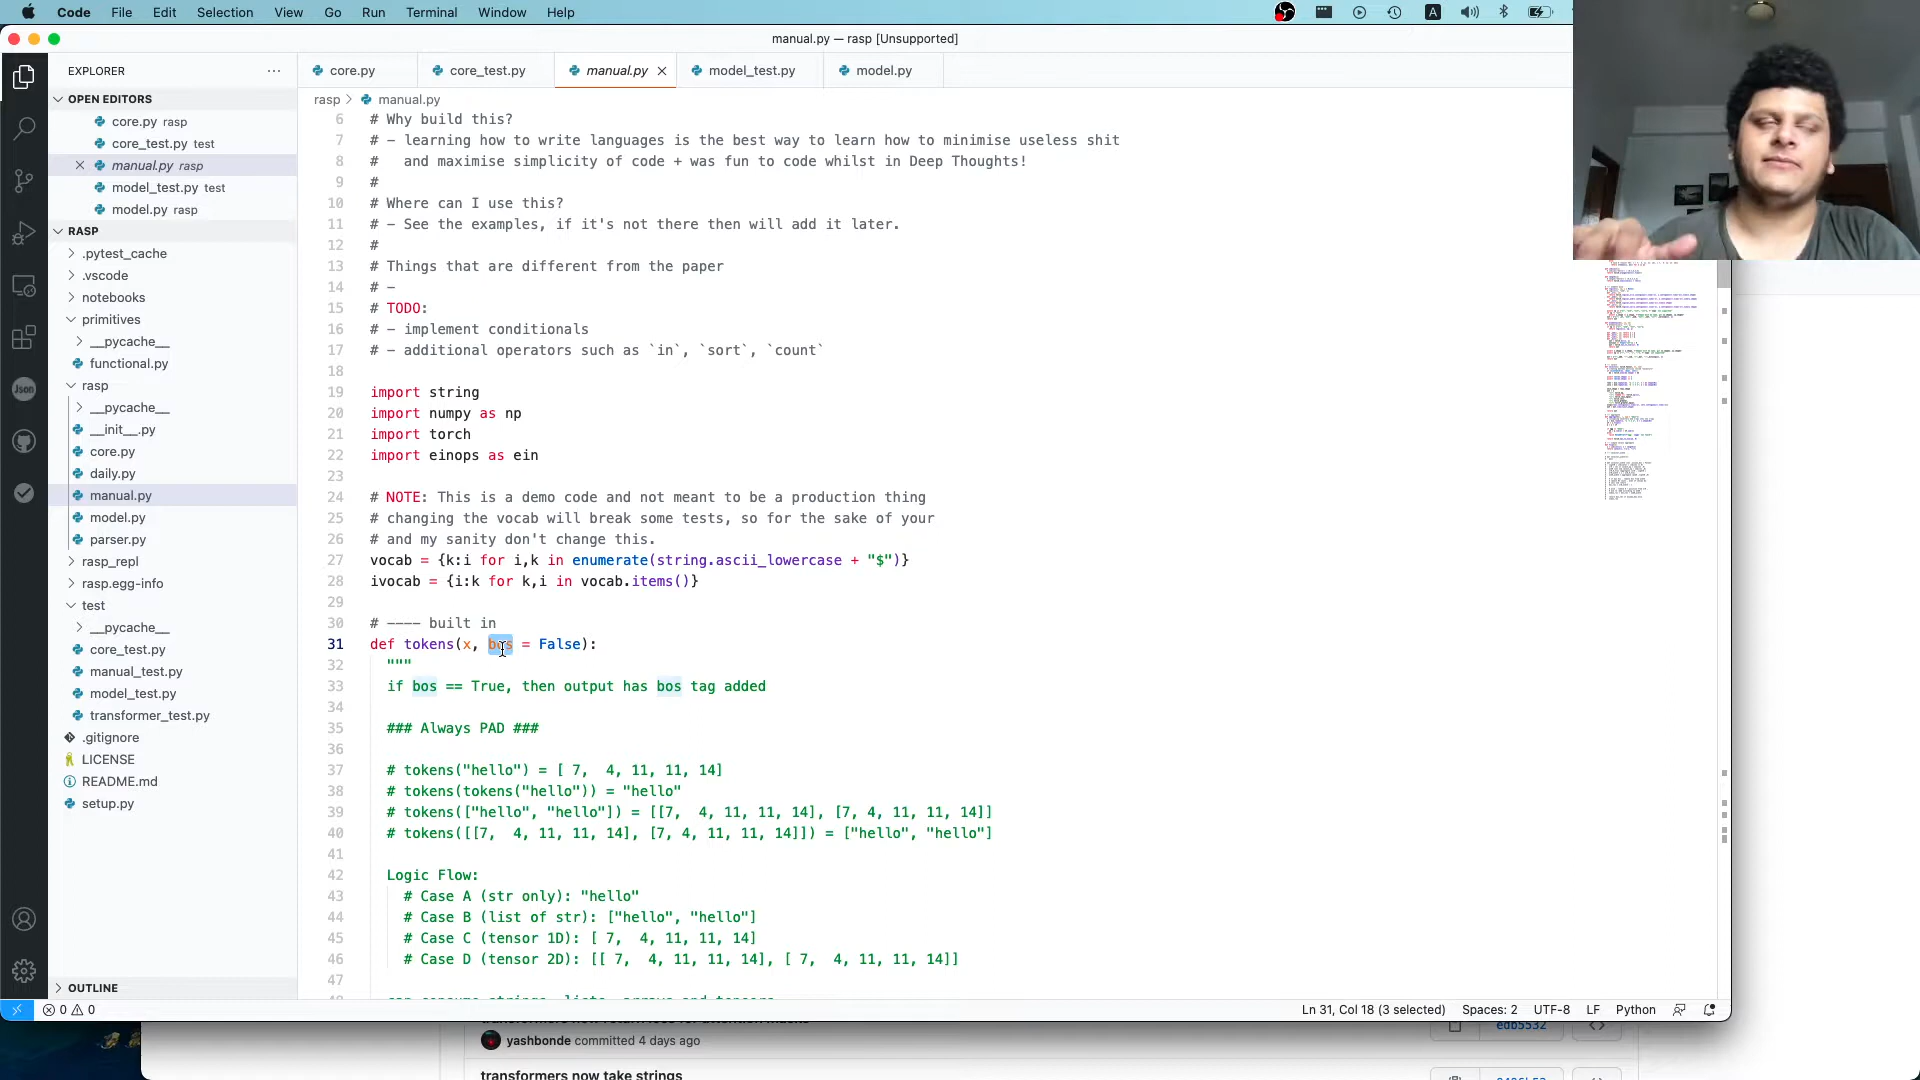 Code File Edit Selection View Go Run Terminal Window Help
manual.py — rasp [Unsupported]
EXPLORER
core.py
core_test.py
manual.py
model_test.py
model.py
OPEN EDITORS
core.py rasp
core_test.py test
manual.py rasp
model_test.py test
model.py rasp
RASP
.pytest_cache
.vscode
notebooks
primitives
__pycache__
functional.py
rasp
__pycache__
__init__.py
core.py
daily.py
manual.py
model.py
parser.py
rasp_repl
rasp.egg-info
test
__pycache__
core_test.py
manual_test.py
model_test.py
transformer_test.py
.gitignore
LICENSE
README.md
setup.py
OUTLINE
rasp > manual.py
6 # Why build this?
7 # - learning how to write languages is the best way to learn how to minimise useless shit
8 #   and maximise simplicity of code + was fun to code whilst in Deep Thoughts!
9 #
10 # Where can I use this?
11 # - See the examples, if it's not there then will add it later.
12 #
13 # Things that are different from the paper
14 # -
15 # TODO:
16 # - implement conditionals
17 # - additional operators such as `in`, `sort`, `count`
18
19 import string
20 import numpy as np
21 import torch
22 import einops as ein
23
24 # NOTE: This is a demo code and not meant to be a production thing
25 # changing the vocab will break some tests, so for the sake of your
26 # and my sanity don't change this.
27 vocab = {k:i for i,k in enumerate(string.ascii_lowercase + "$")}
28 ivocab = {i:k for k,i in vocab.items()}
29
30 # ---- built in
31 def tokens(x, bos = False):
32   """
33   if bos == True, then output has bos tag added
34
35   ### Always PAD ###
36
37   # tokens("hello") = [ 7,  4, 11, 11, 14]
38   # tokens(tokens("hello")) = "hello"
39   # tokens(["hello", "hello"]) = [[7,  4, 11, 11, 14], [7, 4, 11, 11, 14]]
40   # tokens([[7,  4, 11, 11, 14], [7, 4, 11, 11, 14]]) = ["hello", "hello"]
41
42   Logic Flow:
43     # Case A (str only): "hello"
44     # Case B (list of str): ["hello", "hello"]
45     # Case C (tensor 1D): [ 7,  4, 11, 11, 14]
46     # Case D (tensor 2D): [[ 7,  4, 11, 11, 14], [ 7,  4, 11, 11, 14]]
47
0 0
Ln 31, Col 18 (3 selected) Spaces: 2 UTF-8 LF Python
edb5532
yashbonde committed 4 days ago
transformers now take strings